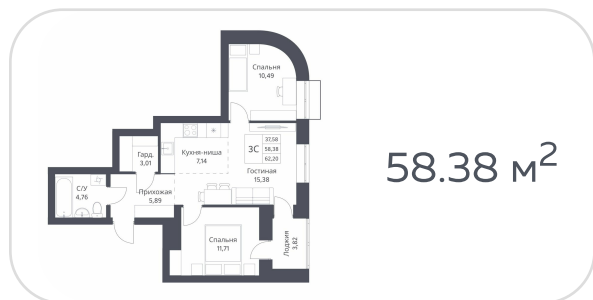 Спальня
10,49
Гард.
3,01
Кухня-ниша
7,14
3С
37,58
58,38
62,20
Гостиная
15,38
С/У
4,76
Прихожая
5,89
Спальня
11,71
Лоджия
3,82
58.38 м²